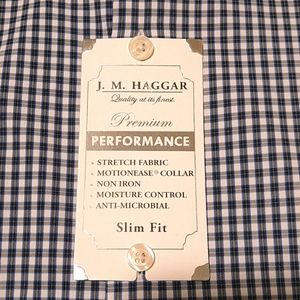 J. M. HAGGAR
Quality at its finest.
Premium
PERFORMANCE
- STRETCH FABRIC
- MOTIONEASE® COLLAR
- NON IRON
- MOISTURE CONTROL
- ANTI-MICROBIAL
Slim Fit